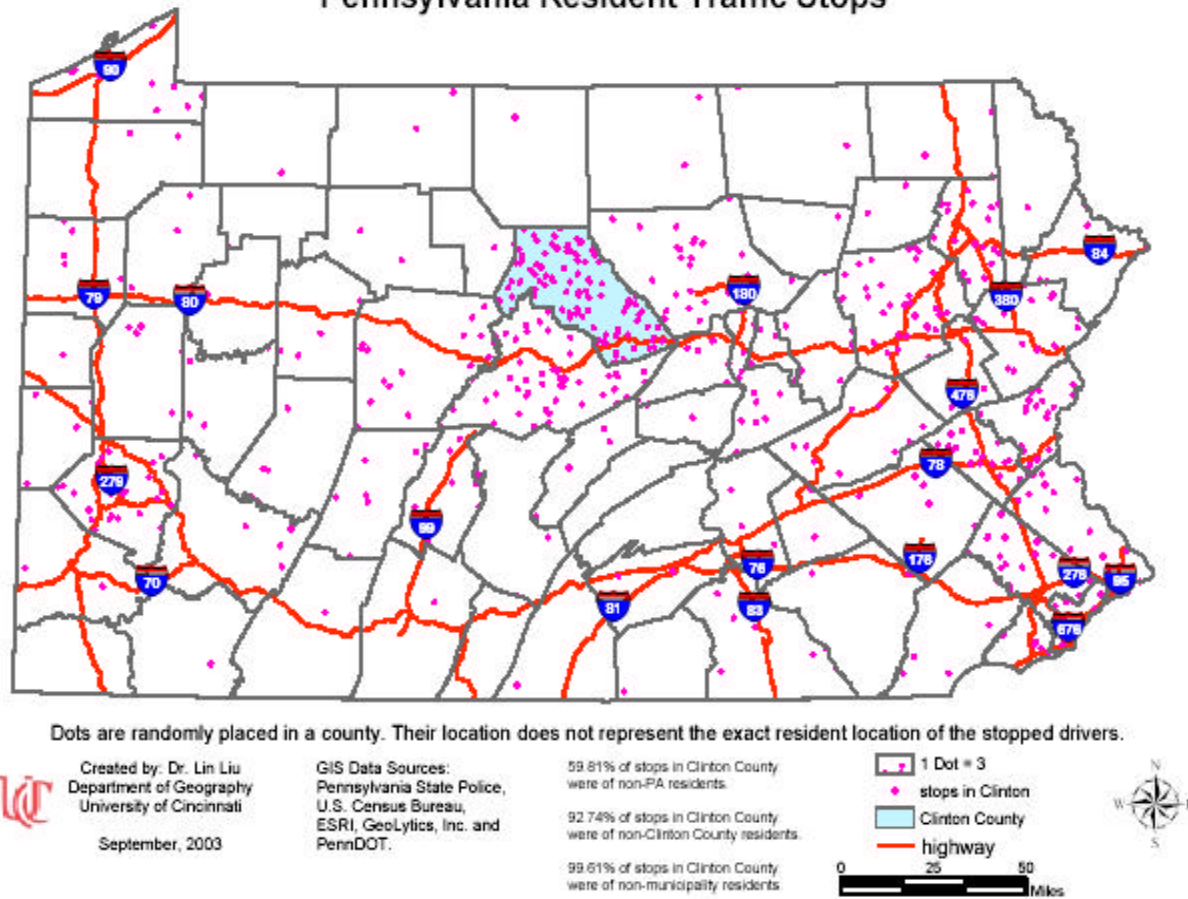 Pennsylvania Resident Traffic Stops
90
79
80
180
84
380
476
78
279
99
70
76
176
276
95
81
83
676
Dots are randomly placed in a county. Their location does not represent the exact resident location of the stopped drivers.
Created by: Dr. Lin Liu
Department of Geography
University of Cincinnati
September, 2003
GIS Data Sources:
Pennsylvania State Police,
U.S. Census Bureau,
ESRI, GeoLytics, Inc. and
PennDOT.
59.81% of stops in Clinton County
were of non-PA residents.
92.74% of stops in Clinton County
were of non-Clinton County residents.
99.61% of stops in Clinton County
were of non-municipality residents
1 Dot = 3
stops in Clinton
Clinton County
highway
0 25 50
Miles
N
W
S
UC